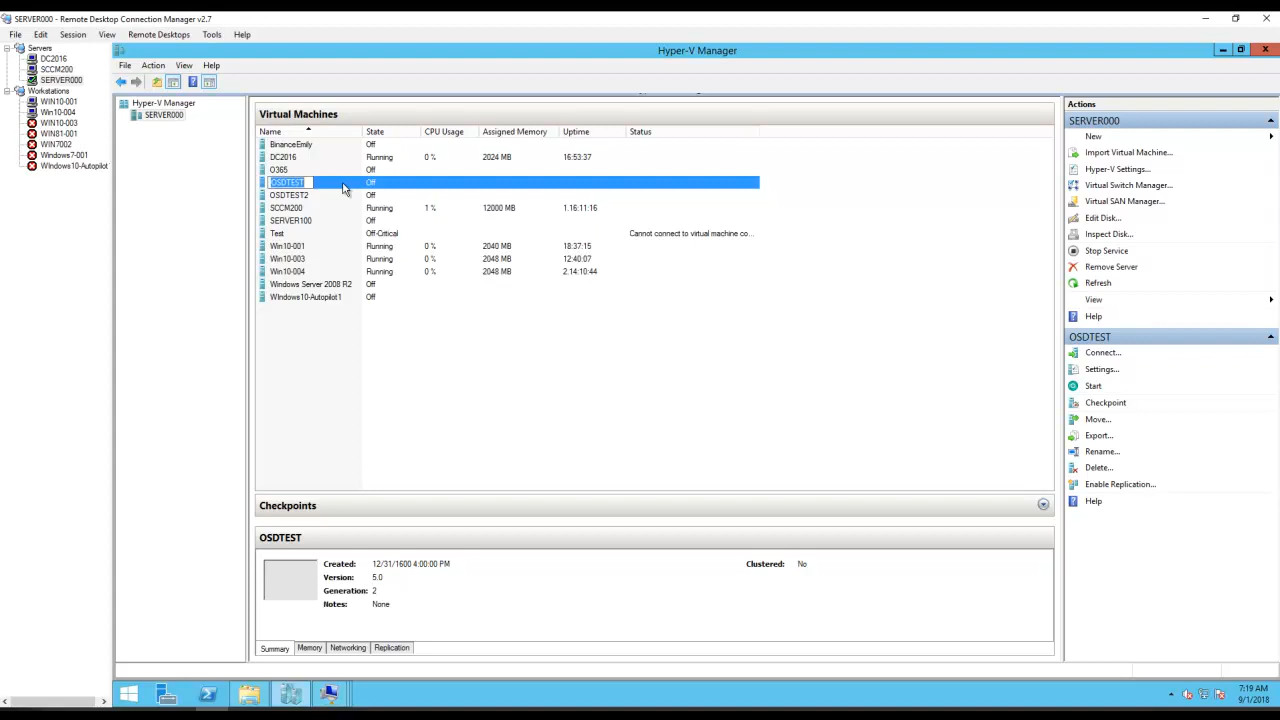 SERVER000 - Remote Desktop Connection Manager v2.7
File Edit Session View Remote Desktops Tools Help
Servers
DC2016
SCCM200
SERVER000
Workstations
WIN10-001
Win10-004
WIN10-003
WIN81-001
WIN7002
Windows7-001
Windows10-Autopilot
Hyper-V Manager
File Action View Help
Hyper-V Manager
SERVER000
Virtual Machines
Name State CPU Usage Assigned Memory Uptime Status
BinanceEmily Off
DC2016 Running 0 % 2024 MB 16:53:37
O365 Off
OSDTEST Off
OSDTEST2 Off
SCCM200 Running 1 % 12000 MB 1.16:11:16
SERVER100 Off
Test Off-Critical Cannot connect to virtual machine co...
Win10-001 Running 0 % 2040 MB 18:37:15
Win10-003 Running 0 % 2048 MB 12:40:07
Win10-004 Running 0 % 2048 MB 2.14:10:44
Windows Server 2008 R2 Off
WIndows10-Autopilot1 Off
Checkpoints
OSDTEST
Created: 12/31/1600 4:00:00 PM
Clustered: No
Version: 5.0
Generation: 2
Notes: None
Summary Memory Networking Replication
Actions
SERVER000
New
Import Virtual Machine...
Hyper-V Settings...
Virtual Switch Manager...
Virtual SAN Manager...
Edit Disk...
Inspect Disk...
Stop Service
Remove Server
Refresh
View
Help
OSDTEST
Connect...
Settings...
Start
Checkpoint
Move...
Export...
Rename...
Delete...
Enable Replication...
Help
7:19 AM
9/1/2018